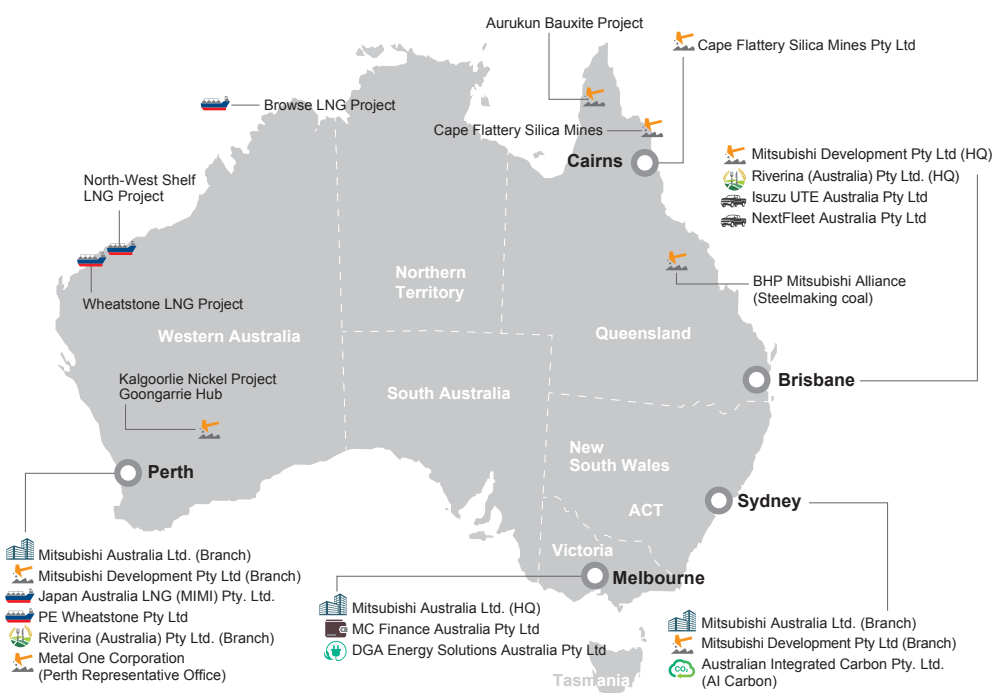 Aurukun Bauxite Project
Cape Flattery Silica Mines Pty Ltd
Browse LNG Project
Cape Flattery Silica Mines
Cairns
Mitsubishi Development Pty Ltd (HQ)
Riverina (Australia) Pty Ltd. (HQ)
Isuzu UTE Australia Pty Ltd
NextFleet Australia Pty Ltd
North-West Shelf
LNG Project
Wheatstone LNG Project
Northern
Territory
BHP Mitsubishi Alliance
(Steelmaking coal)
Western Australia
Queensland
Kalgoorlie Nickel Project
Goongarrie Hub
South Australia
Brisbane
New
South Wales
Perth
Sydney
ACT
Victoria
Melbourne
Mitsubishi Australia Ltd. (Branch)
Mitsubishi Development Pty Ltd (Branch)
Japan Australia LNG (MIMI) Pty. Ltd.
PE Wheatstone Pty Ltd
Riverina (Australia) Pty Ltd. (Branch)
Metal One Corporation
(Perth Representative Office)
Mitsubishi Australia Ltd. (HQ)
MC Finance Australia Pty Ltd
DGA Energy Solutions Australia Pty Ltd
Tasmania
Mitsubishi Australia Ltd. (Branch)
Mitsubishi Development Pty Ltd (Branch)
CO₂
Australian Integrated Carbon Pty. Ltd.
(AI Carbon)